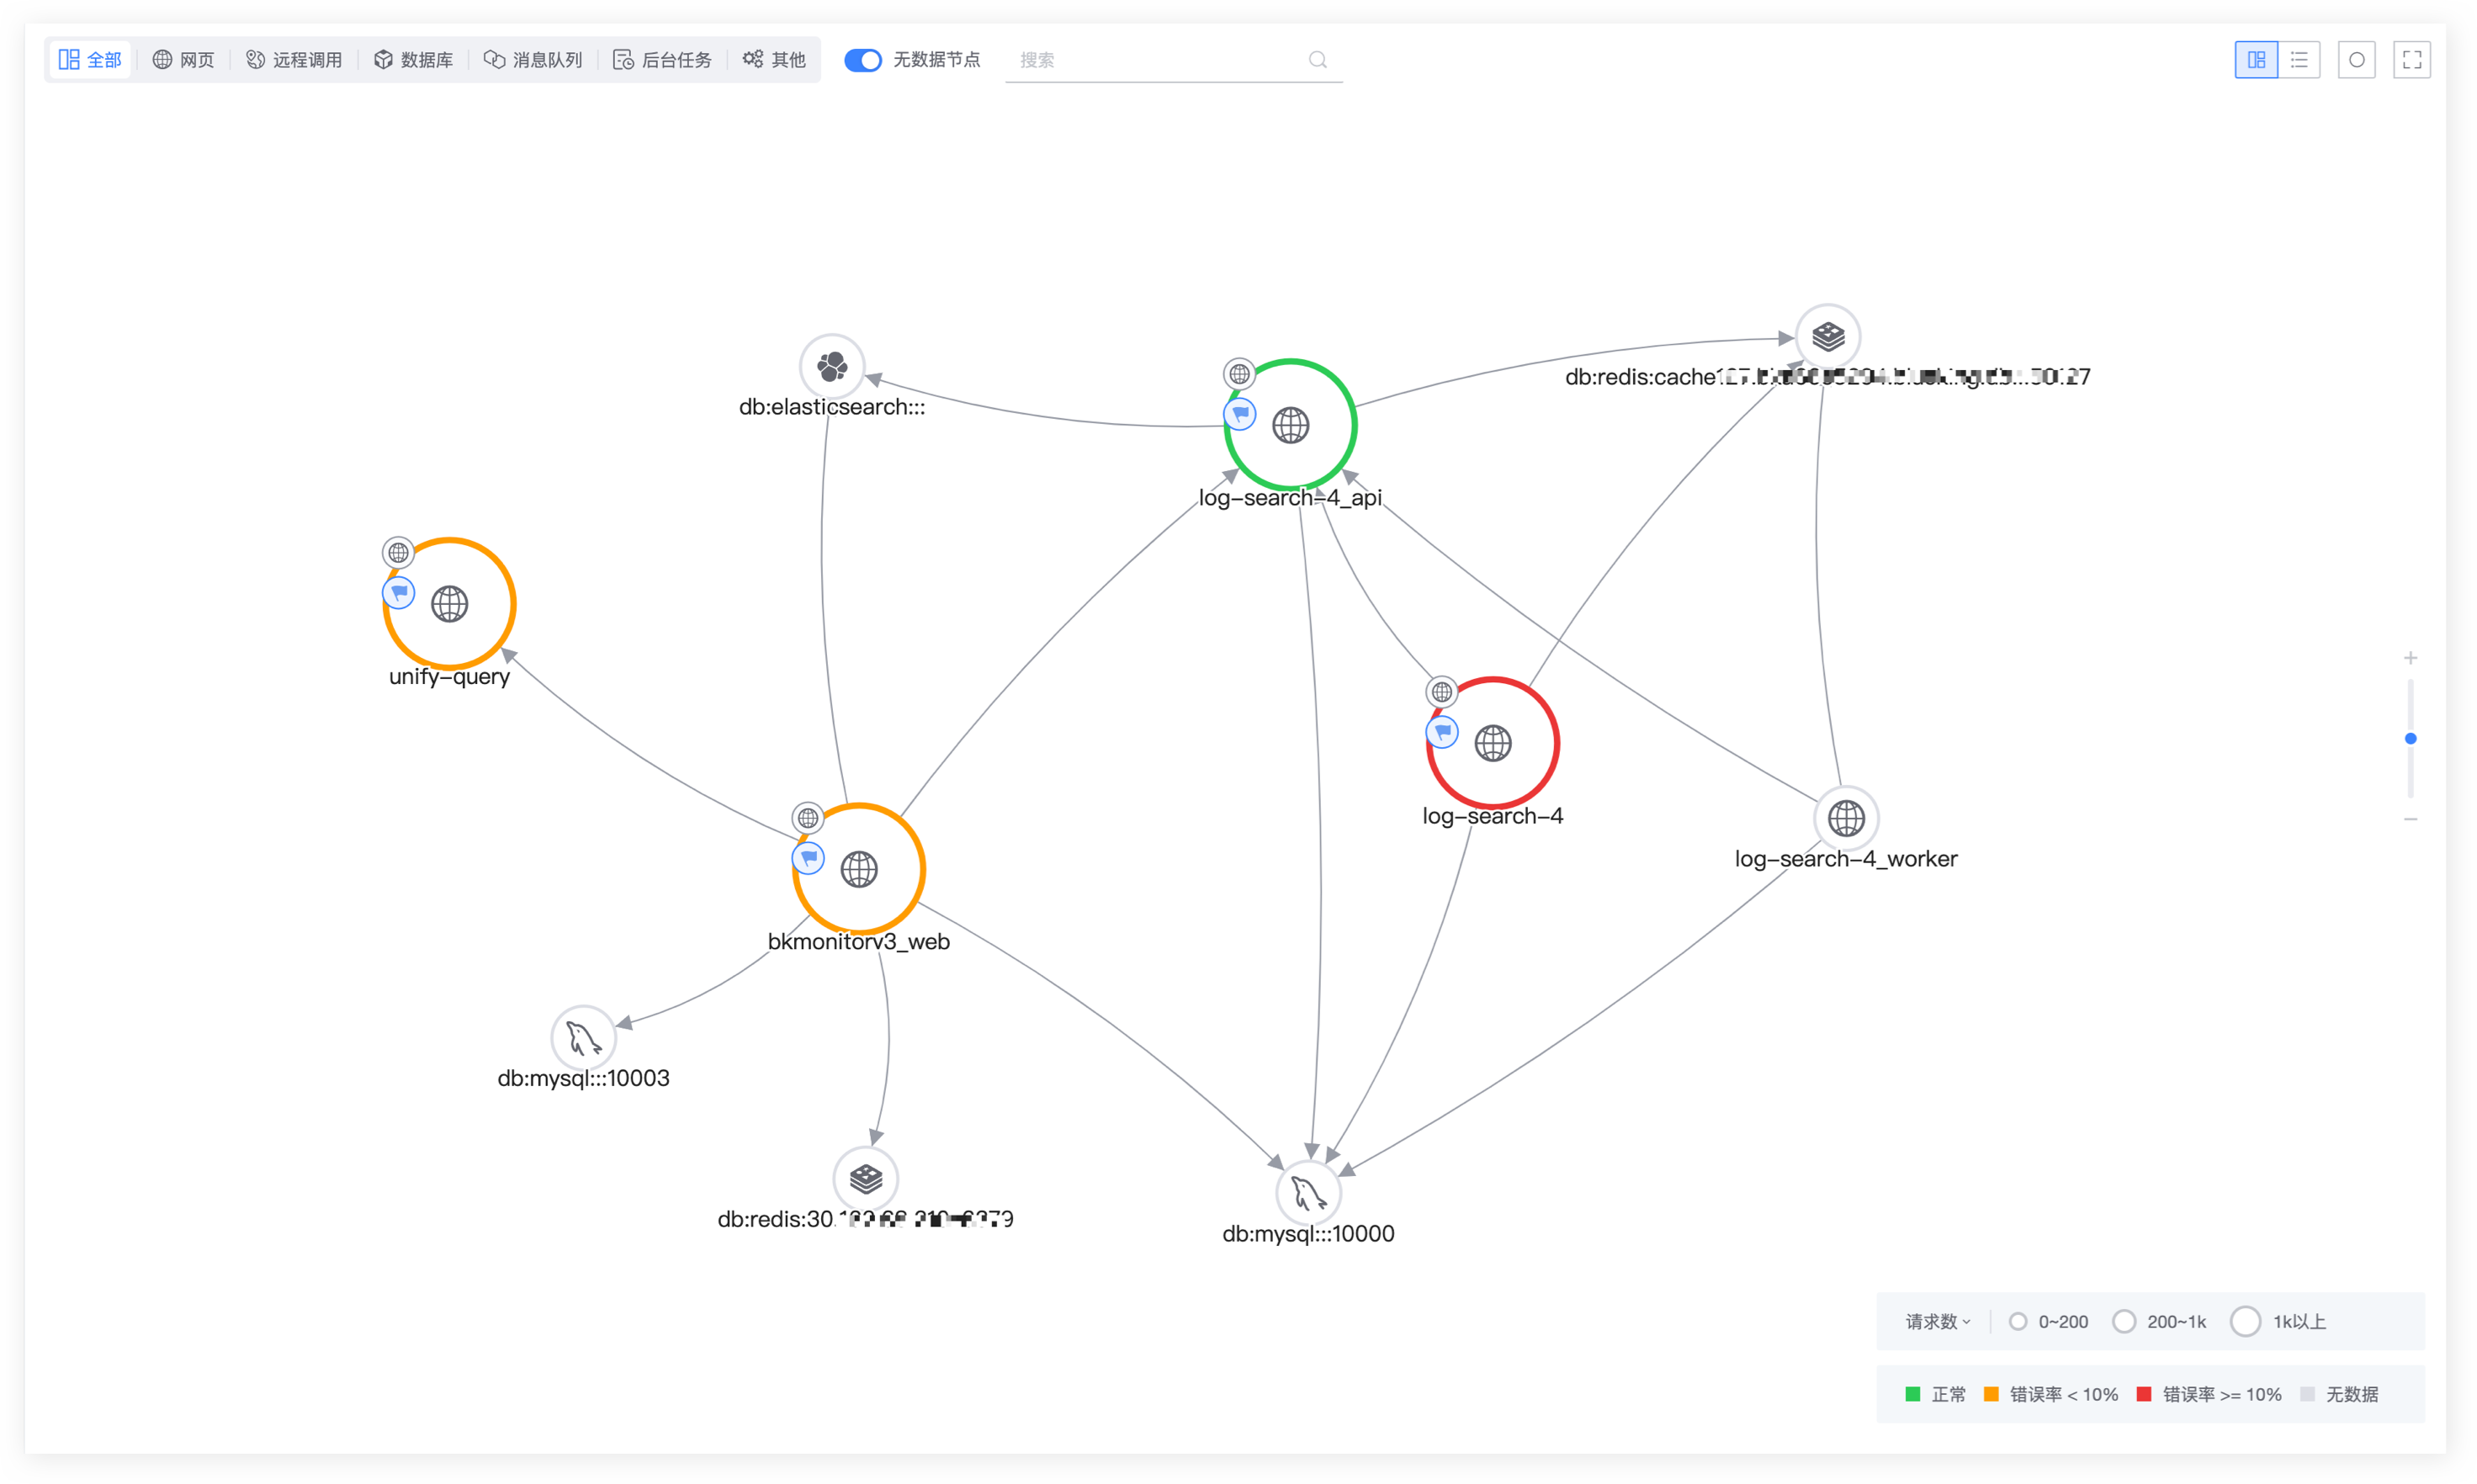 全部 网页 远程调用 数据库 消息队列 后台任务 其他 无数据节点 搜索
db:redis:cache
db:elasticsearch:::
log-search-4_api
unify-query
log-search-4
log-search-4_worker
bkmonitorv3_web
db:mysql:::10003
db:redis:30.
db:mysql:::10000
请求数 0~200 200~1k 1k以上
正常 错误率 < 10% 错误率 >= 10% 无数据